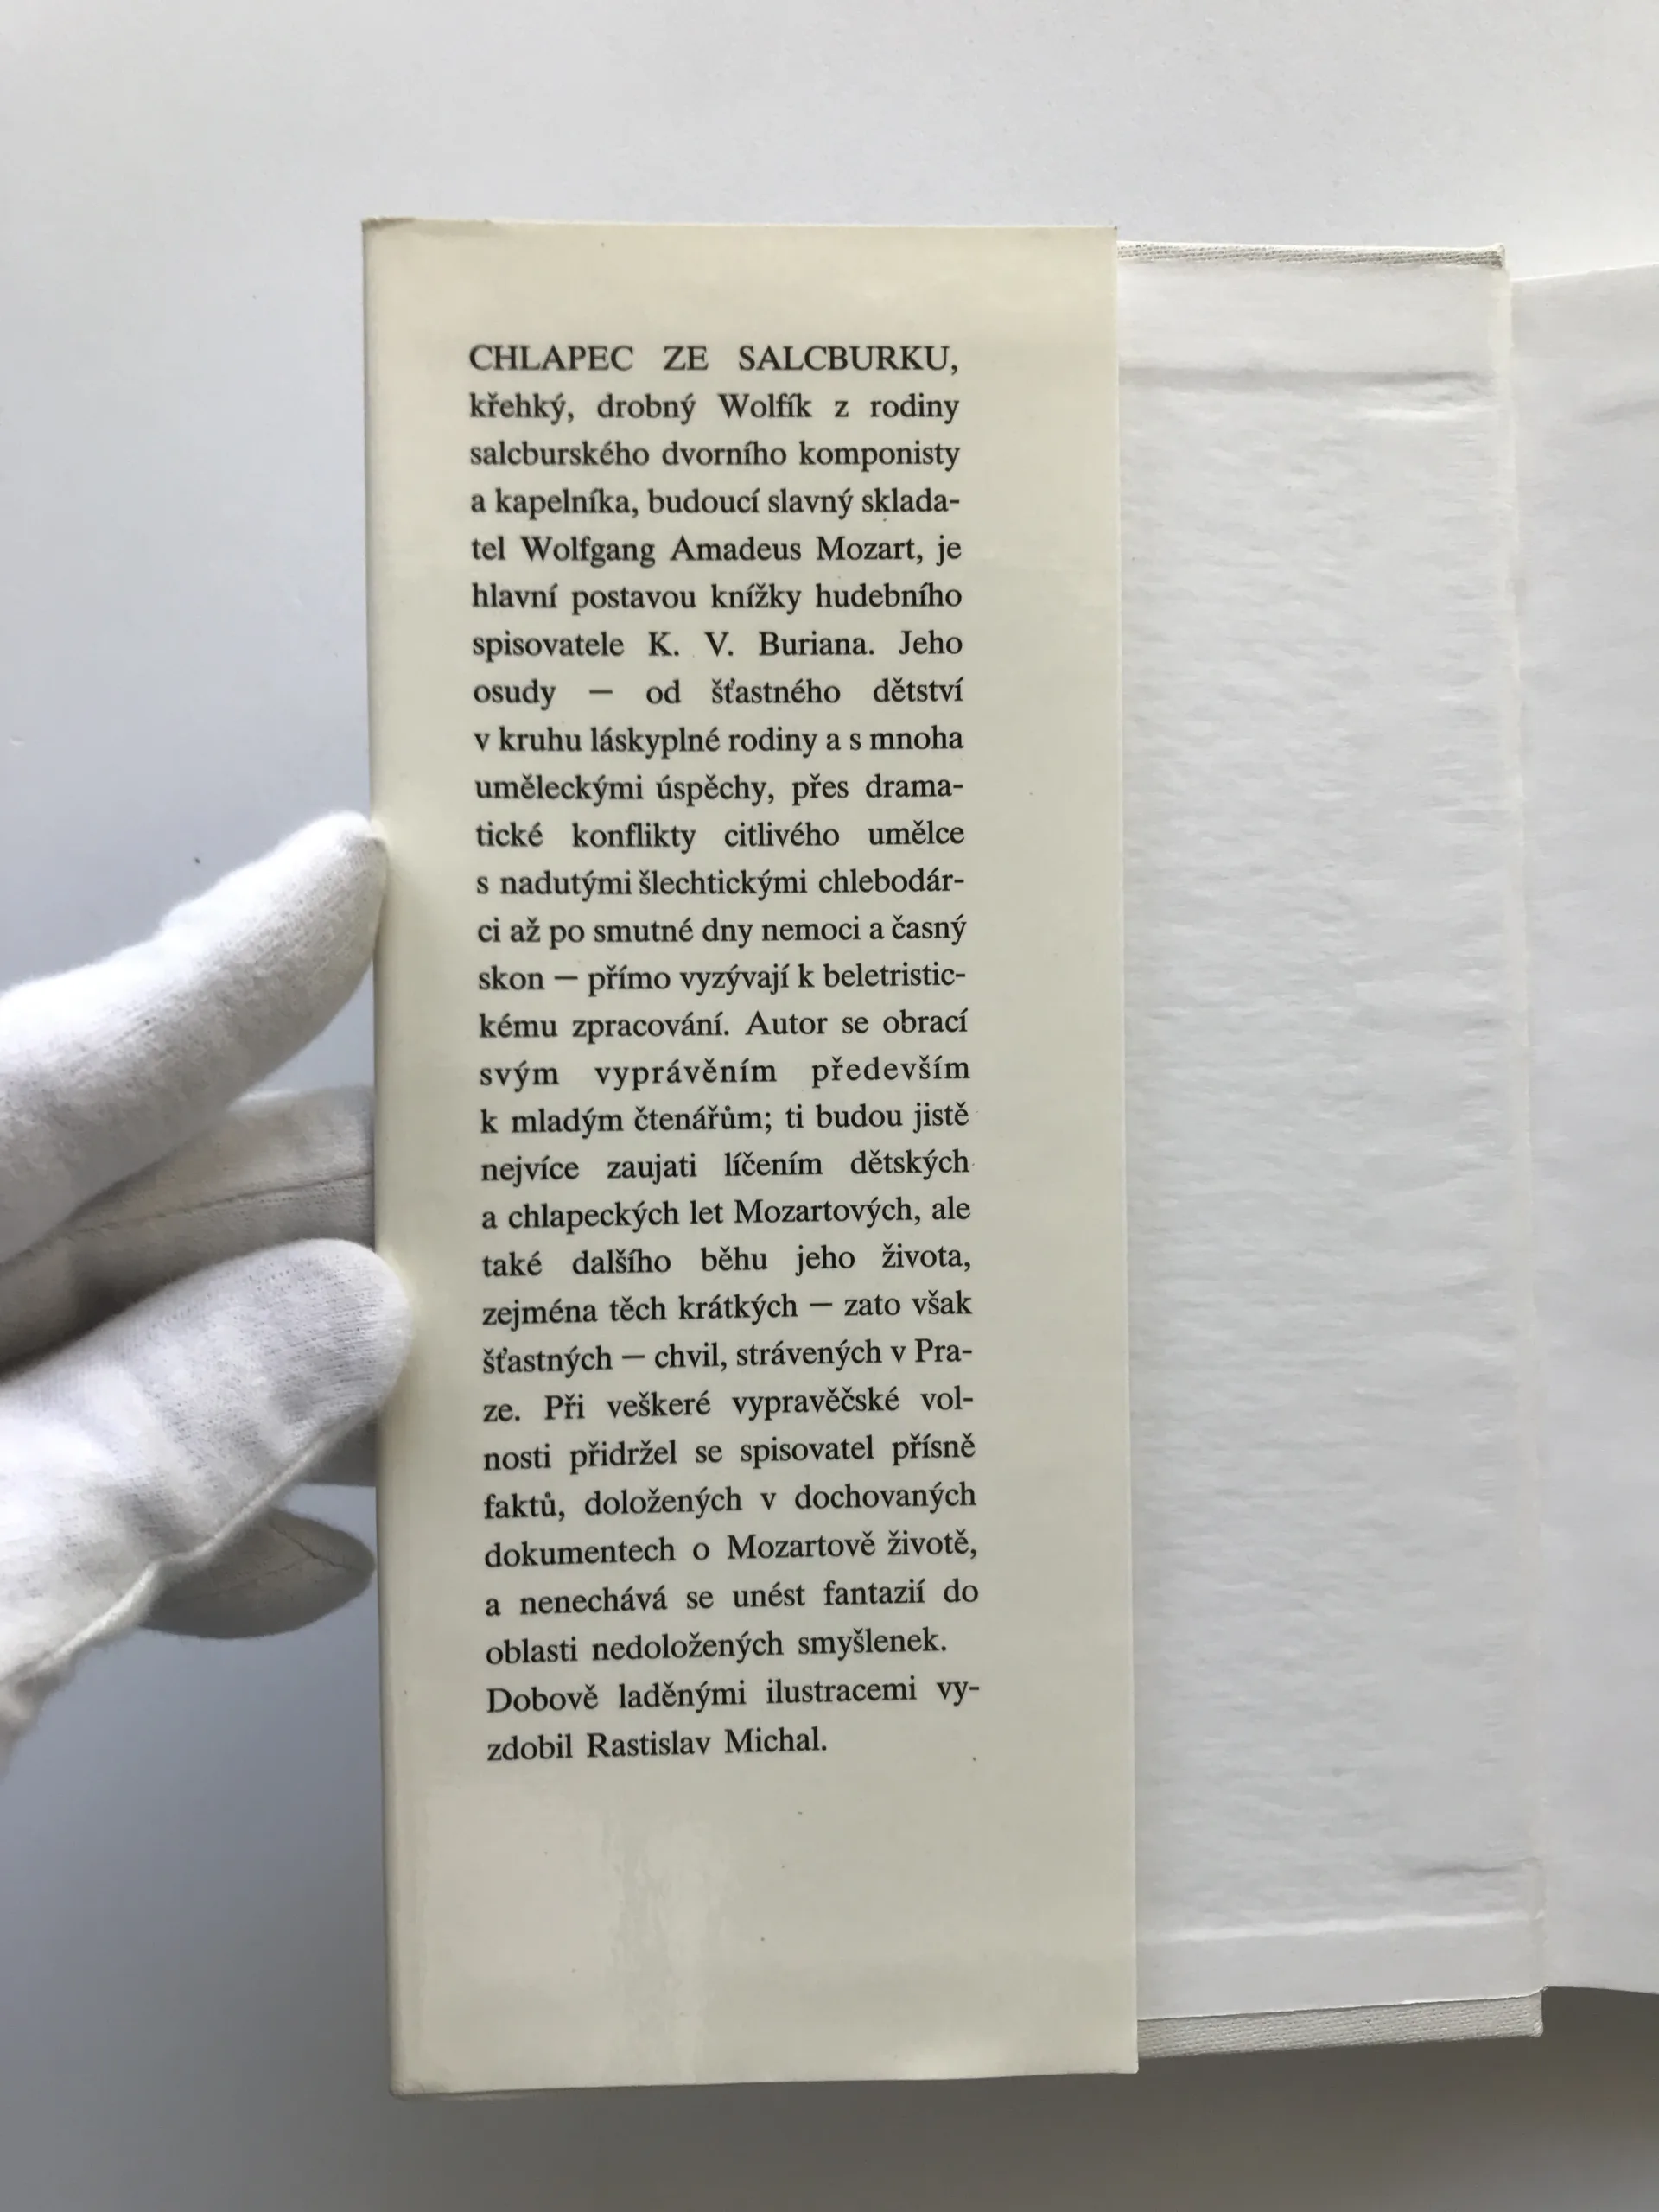 CHLAPEC ZE SALCBURKU,
křehký, drobný Wolfík z rodiny
salcburského dvorního komponisty
a kapelníka, budoucí slavný sklada-
tel Wolfgang Amadeus Mozart, je
hlavní postavou knížky hudebního
spisovatele K. V. Buriana. Jeho
osudy — od šťastného dětství
v kruhu láskyplné rodiny a s mnoha
uměleckými úspěchy, přes drama-
tické konflikty citlivého umělce
s nadutými šlechtickými chlebodár-
ci až po smutné dny nemoci a časný
skon — přímo vyzývají k beletristic-
kému zpracování. Autor se obrací
svým vyprávěním především
k mladým čtenářům; ti budou jistě
nejvíce zaujati líčením dětských
a chlapeckých let Mozartových, ale
také dalšího běhu jeho života,
zejména těch krátkých — zato však
šťastných — chvil, strávených v Pra-
ze. Při veškeré vypravěčské vol-
nosti přidržel se spisovatel přísně
faktů, doložených v dochovaných
dokumentech o Mozartově životě,
a nenechává se unést fantazií do
oblasti nedoložených smyšlenek.
Dobově laděnými ilustracemi vy-
zdobil Rastislav Michal.